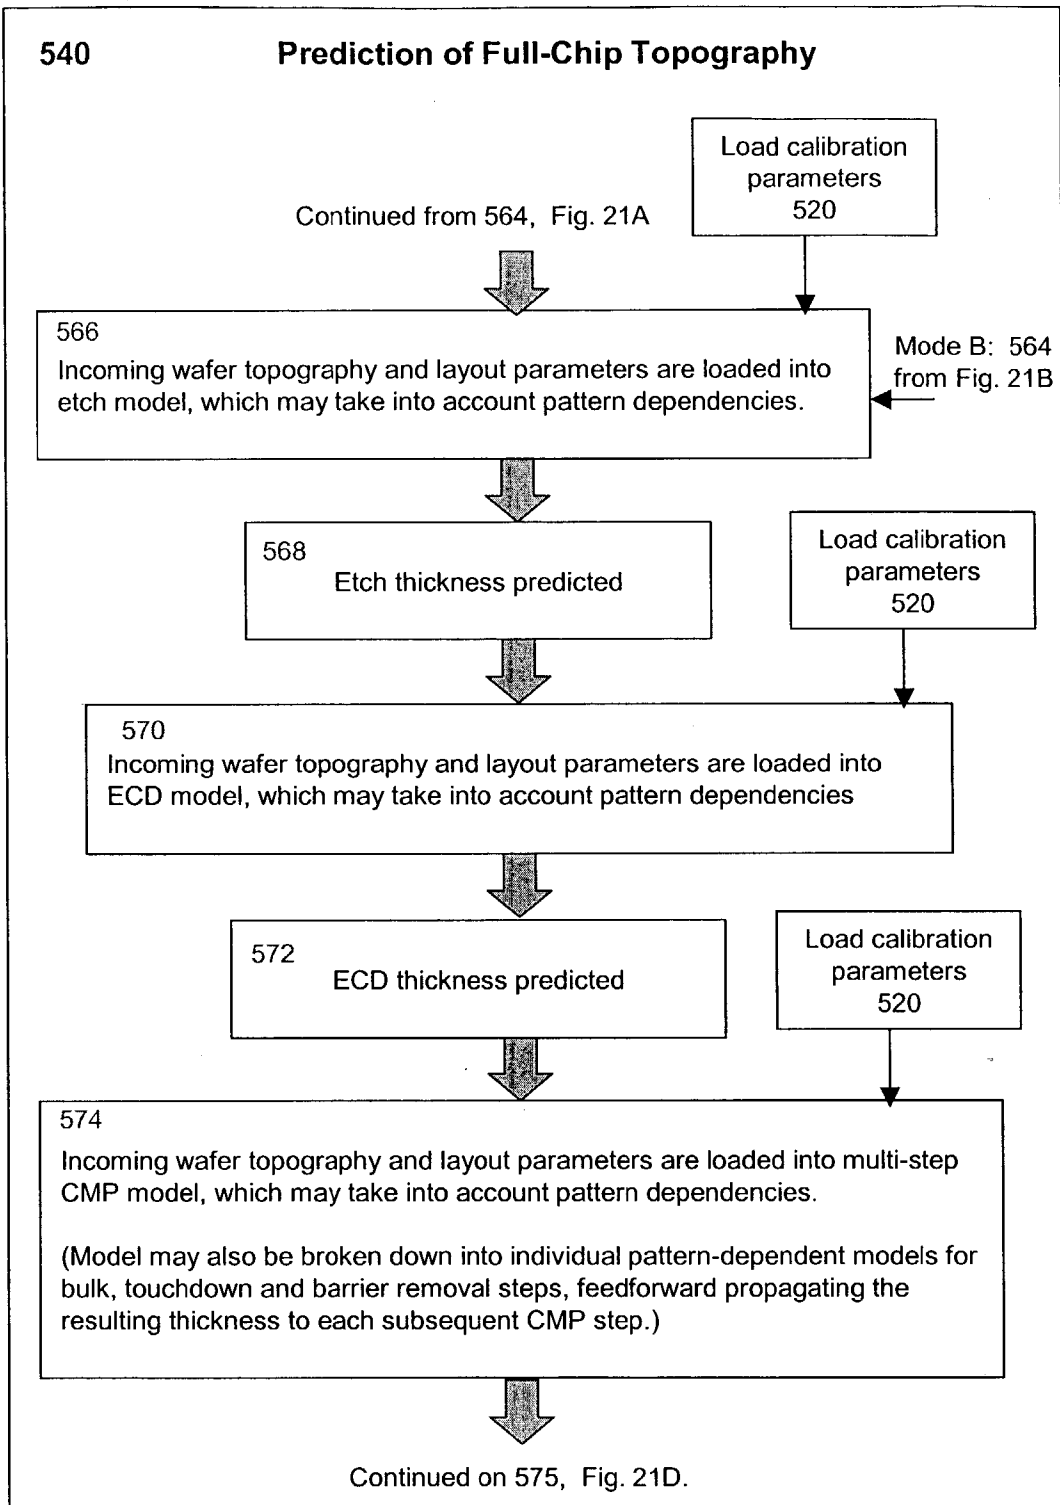 540 Prediction of Full-Chip Topography
Load calibration
parameters
520
Continued from 564, Fig. 21A
566
Incoming wafer topography and layout parameters are loaded into
etch model, which may take into account pattern dependencies.
Mode B: 564
from Fig. 21B
568
Etch thickness predicted
Load calibration
parameters
520
570
Incoming wafer topography and layout parameters are loaded into
ECD model, which may take into account pattern dependencies
572
ECD thickness predicted
Load calibration
parameters
520
574
Incoming wafer topography and layout parameters are loaded into multi-step
CMP model, which may take into account pattern dependencies.
(Model may also be broken down into individual pattern-dependent models for
bulk, touchdown and barrier removal steps, feedforward propagating the
resulting thickness to each subsequent CMP step.)
Continued on 575, Fig. 21D.